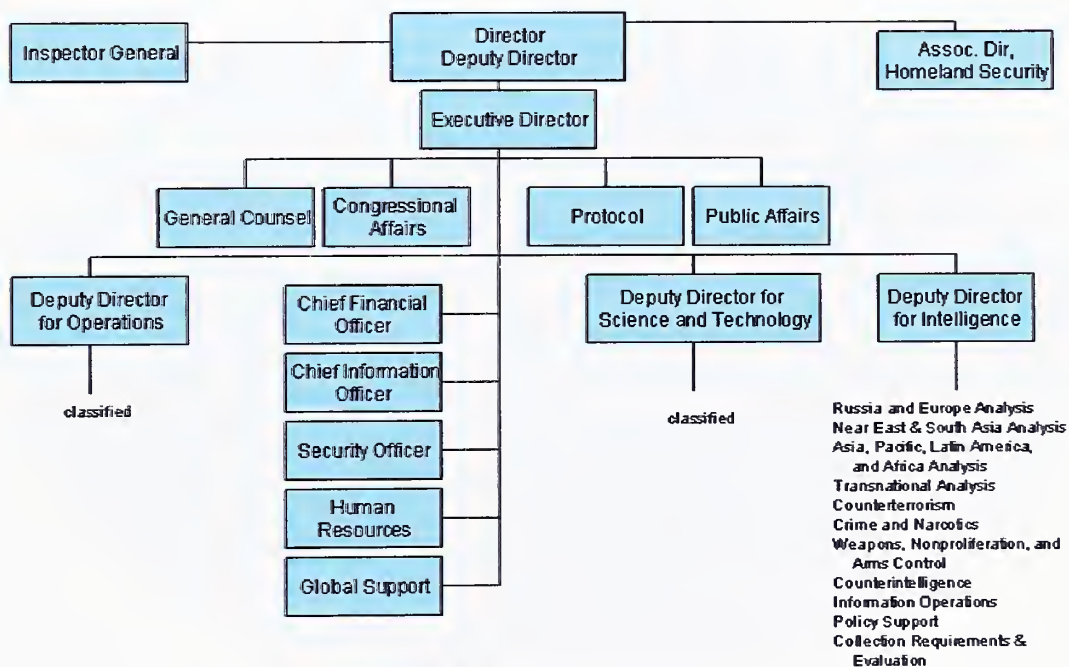 Inspector General
Director
Deputy Director
Assoc. Dir,
Homeland Security
Executive Director
General Counsel
Congressional
Affairs
Protocol
Public Affairs
Deputy Director
for Operations
classified
Chief Financial
Officer
Chief Information
Officer
Security Officer
Human
Resources
Global Support
Deputy Director for
Science and Technology
classified
Deputy Director
for Intelligence
Russia and Europe Analysis
Near East & South Asia Analysis
Asia, Pacific, Latin America,
and Africa Analysis
Transnational Analysis
Counterterrorism
Crime and Narcotics
Weapons, Nonproliferation, and
Arms Control
Counterintelligence
Information Operations
Policy Support
Collection Requirements &
Evaluation